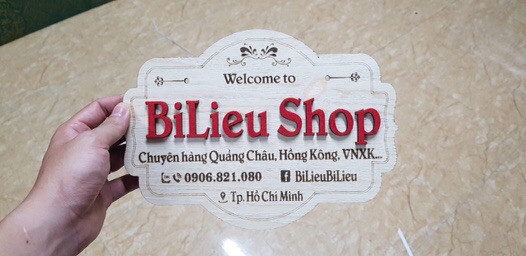 Welcome to
BiLieu Shop
Chuyên hàng Quảng Châu, Hồng Kông, VNXK...
0906.821.080 BiLieuBiLieu
Tp. Hồ Chí Minh